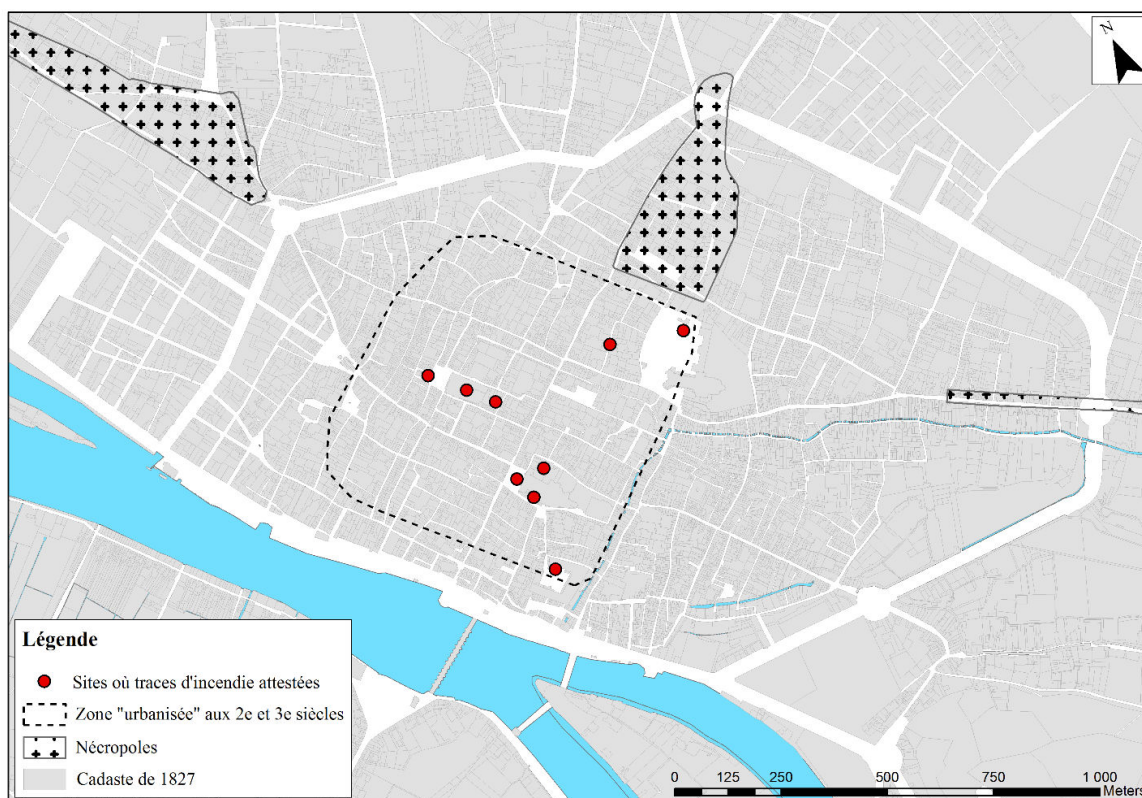 N
Légende
Sites où traces d'incendie attestées
Zone "urbanisée" aux 2e et 3e siècles
Nécropoles
Cadaste de 1827
0 125 250 500 750 1 000
Meters